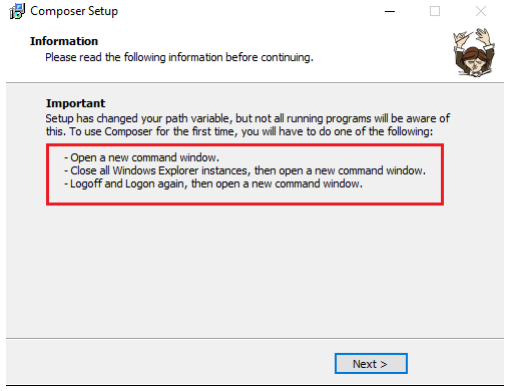 Composer Setup
Information
Please read the following information before continuing.
Important
Setup has changed your path variable, but not all running programs will be aware of
this. To use Composer for the first time, you will have to do one of the following:
- Open a new command window.
- Close all Windows Explorer instances, then open a new command window.
- Logoff and Logon again, then open a new command window.
Next >